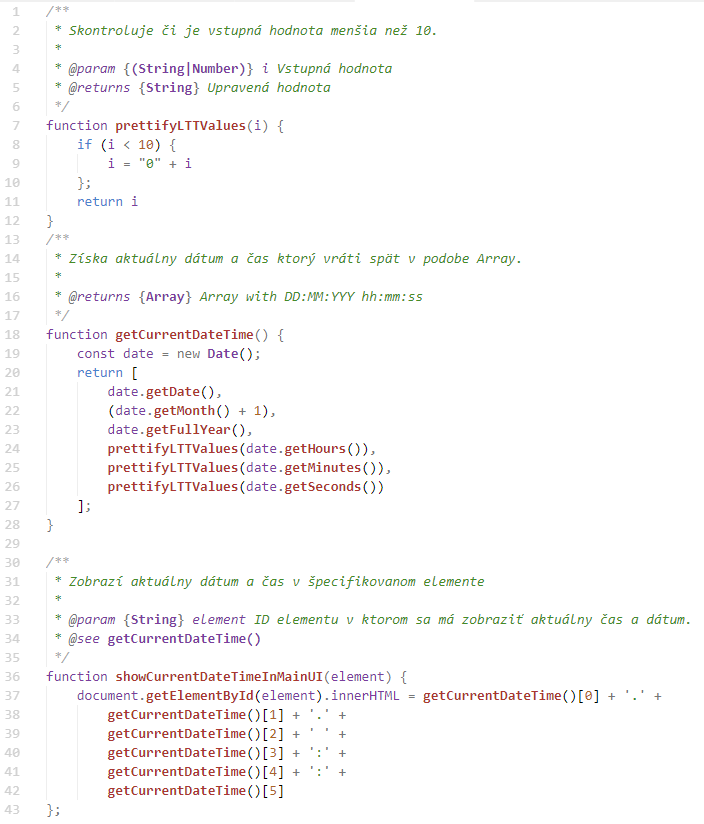 1 /**
2 * Skontroluje či je vstupná hodnota menšia než 10.
3 *
4 * @param {(String|Number)} i Vstupná hodnota
5 * @returns {String} Upravená hodnota
6 */
7 function prettifyLTTValues(i) {
8 if (i < 10) {
9 i = "0" + i
10 };
11 return i
12 }
13 /**
14 * Získa aktuálny dátum a čas ktorý vráti späť v podobe Array.
15 *
16 * @returns {Array} Array with DD:MM:YYY hh:mm:ss
17 */
18 function getCurrentDateTime() {
19 const date = new Date();
20 return [
21 date.getDate(),
22 (date.getMonth() + 1),
23 date.getFullYear(),
24 prettifyLTTValues(date.getHours()),
25 prettifyLTTValues(date.getMinutes()),
26 prettifyLTTValues(date.getSeconds())
27 ];
28 }
29
30 /**
31 * Zobrazí aktuálny dátum a čas v špecifikovanom elemente
32 *
33 * @param {String} element ID elementu v ktorom sa má zobraziť aktuálny čas a dátum.
34 * @see getCurrentDateTime()
35 */
36 function showCurrentDateTimeInMainUI(element) {
37 document.getElementById(element).innerHTML = getCurrentDateTime()[0] + '.' +
38 getCurrentDateTime()[1] + '.' +
39 getCurrentDateTime()[2] + ' ' +
40 getCurrentDateTime()[3] + ':' +
41 getCurrentDateTime()[4] + ':' +
42 getCurrentDateTime()[5]
43 };